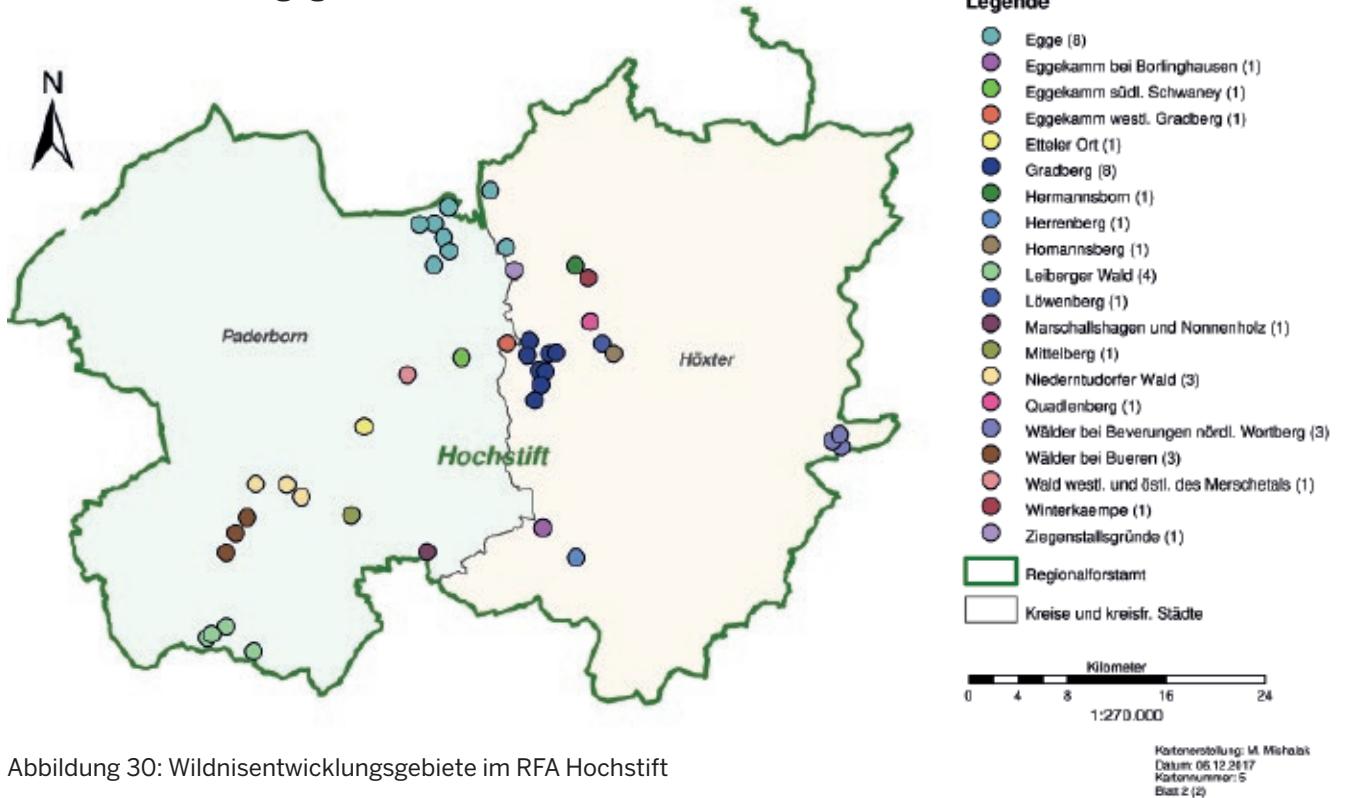 N
Paderborn
Höxter
Hochstift
Legende
Egge (8)
Eggekamm bei Borlinghausen (1)
Eggekamm südl. Schwaney (1)
Eggekamm westl. Gradberg (1)
Etteler Ort (1)
Gradberg (8)
Hermannsborn (1)
Herrenberg (1)
Homannsberg (1)
Leiberger Wald (4)
Löwenberg (1)
Marschallshagen und Nonnenholz (1)
Mittelberg (1)
Niederntudorfer Wald (3)
Quadlenberg (1)
Wälder bei Beverungen nördl. Wortberg (3)
Wälder bei Bueren (3)
Wald westl. und östl. des Merschetals (1)
Winterkaempe (1)
Ziegenstallsgründe (1)
Regionalforstamt
Kreise und kreisfr. Städte
Kilometer
0 4 8 16 24
1:270.000
Kartenerstellung: M. Mishalak
Datum: 06.12.2017
Kartennummer: 5
Blatt 2 (2)
Abbildung 30: Wildnisentwicklungsgebiete im RFA Hochstift